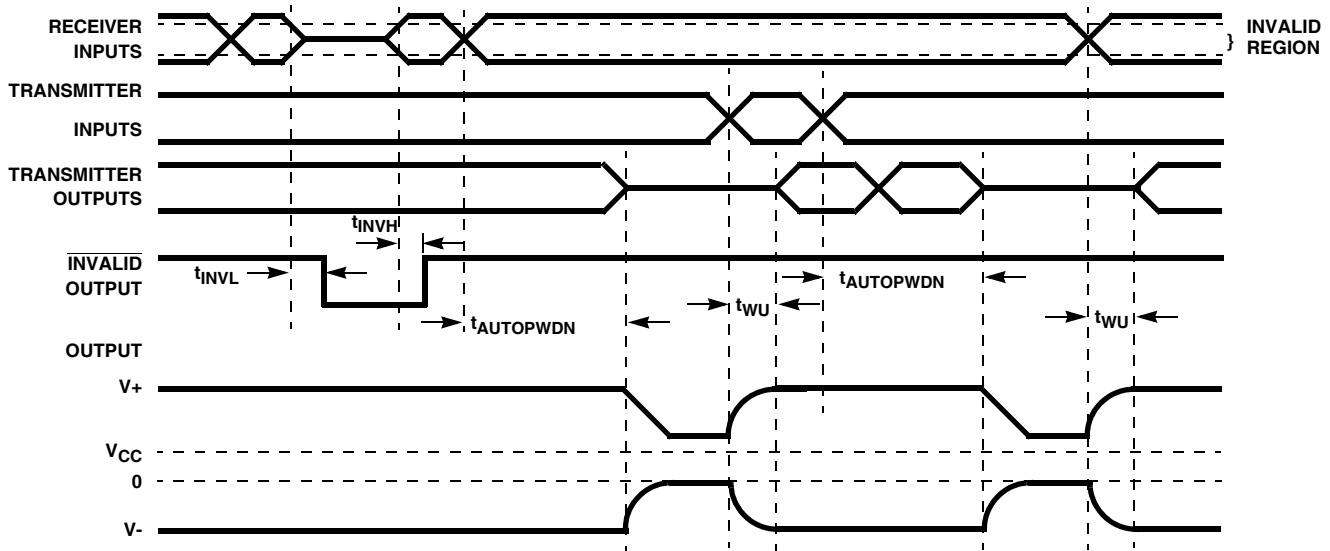 RECEIVER
INPUTS
} INVALID
REGION
TRANSMITTER
INPUTS
TRANSMITTER
OUTPUTS
tINVH
INVALID
OUTPUT
tINVL
tAUTOPWDN
tWU
tAUTOPWDN
tWU
OUTPUT
V+
VCC
0
V-